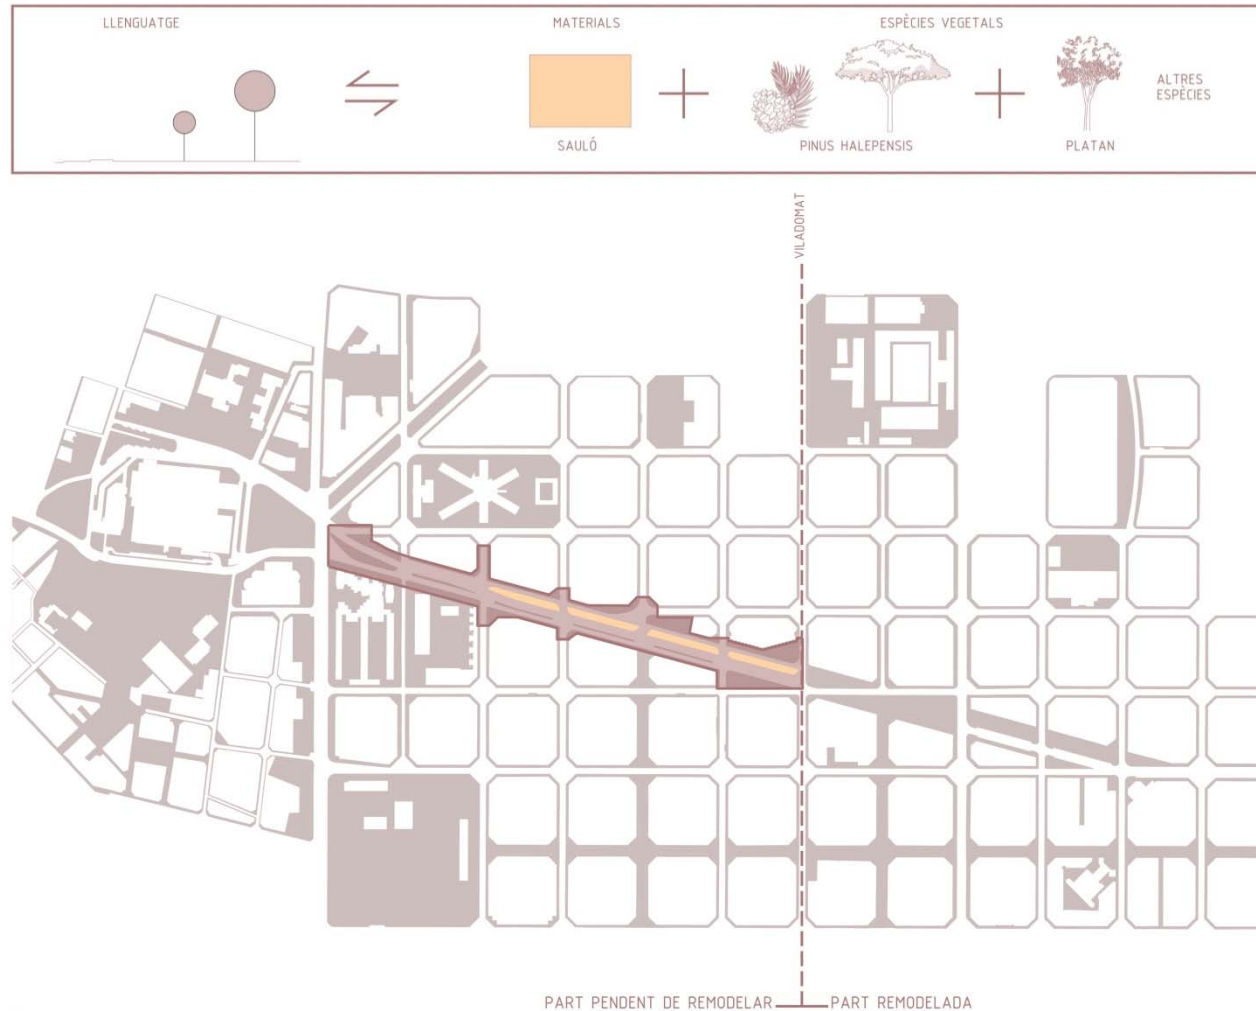 LLENGUATGE
MATERIALS
ESPÈCIES VEGETALS
ALTRES
ESPÈCIES
SAULÓ
PINUS HALEPENSIS
PLATAN
VILADOMAT
PART PENDENT DE REMODELAR
PART REMODELADA